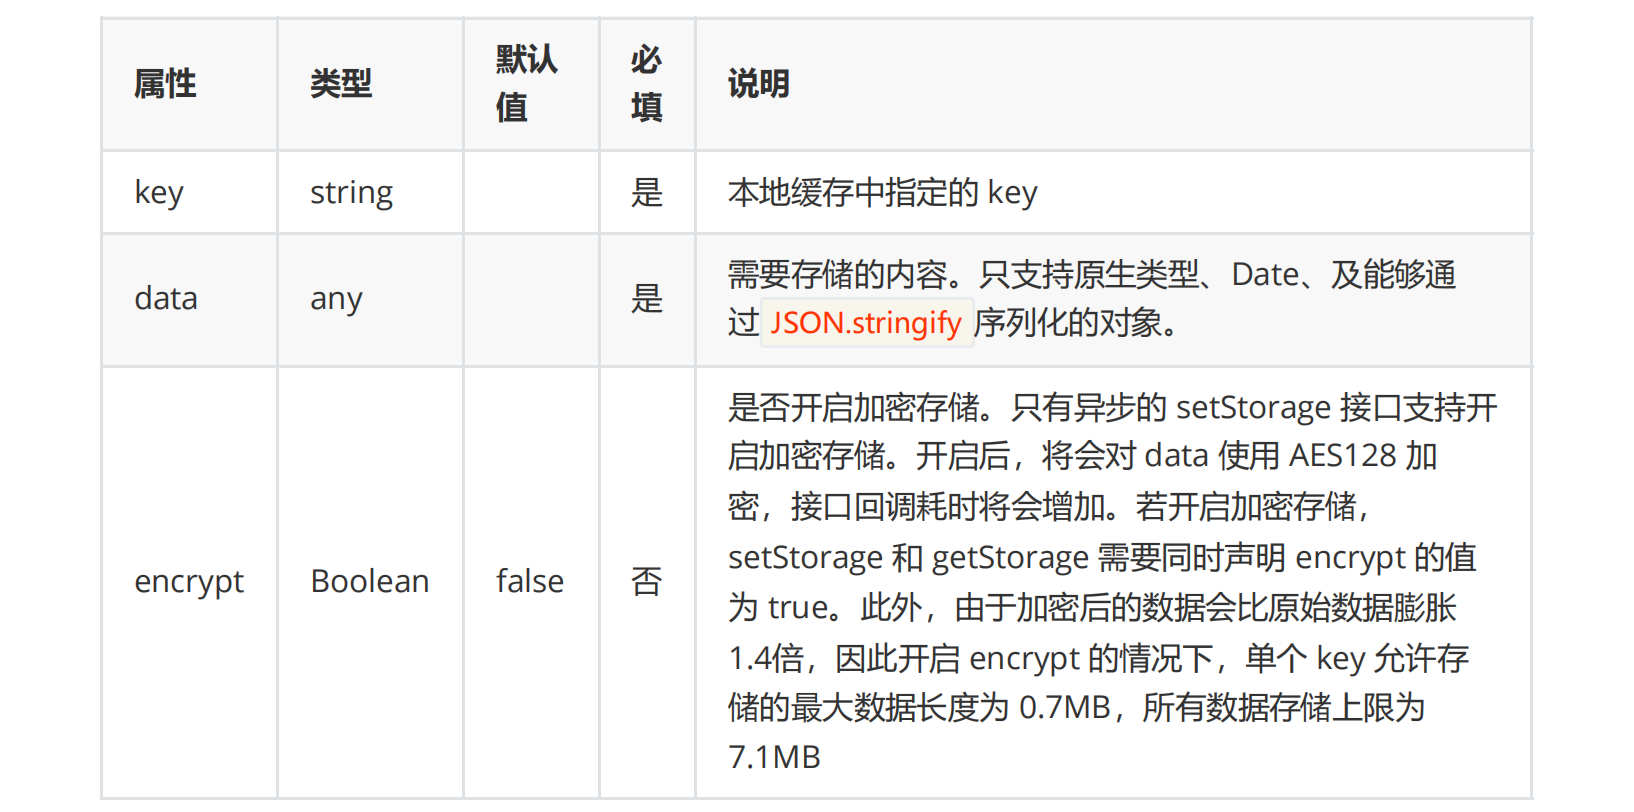 属性 类型 默认值 必填 说明
key string 是 本地缓存中指定的 key
data any 是 需要存储的内容。只支持原生类型、Date、及能够通
过 JSON.stringify 序列化的对象。
encrypt Boolean false 否 是否开启加密存储。只有异步的 setStorage 接口支持开
启加密存储。开启后，将会对 data 使用 AES128 加
密，接口回调耗时将会增加。若开启加密存储，
setStorage 和 getStorage 需要同时声明 encrypt 的值
为 true。此外，由于加密后的数据会比原始数据膨胀
1.4倍，因此开启 encrypt 的情况下，单个 key 允许存
储的最大数据长度为 0.7MB，所有数据存储上限为
7.1MB